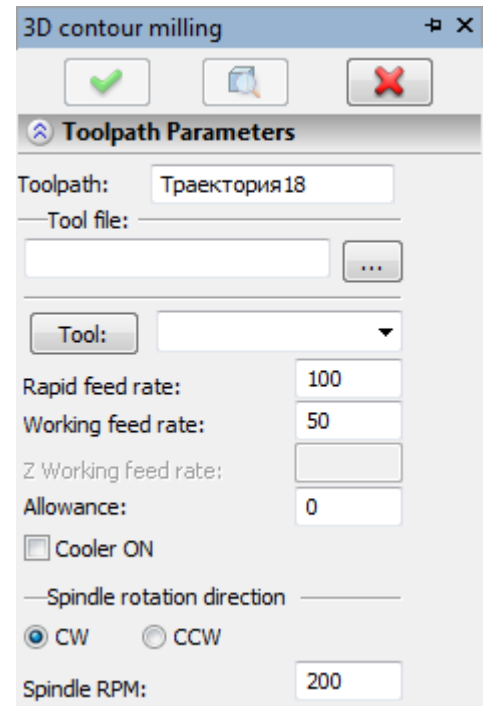 3D contour milling
Toolpath Parameters
Toolpath: Траектория18
Tool file:
...
Tool:
Rapid feed rate: 100
Working feed rate: 50
Z Working feed rate:
Allowance: 0
Cooler ON
Spindle rotation direction
CW CCW
Spindle RPM: 200